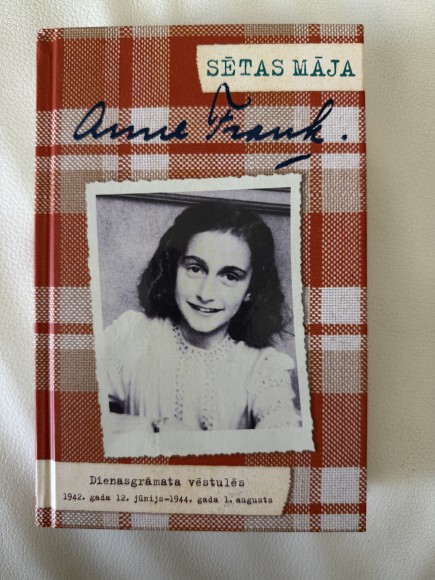 SĒTAS MĀJA
Anne Frank.
Dienasgrāmata vēstulēs
1942. gada 12. jūnijs–1944. gada 1. augusts